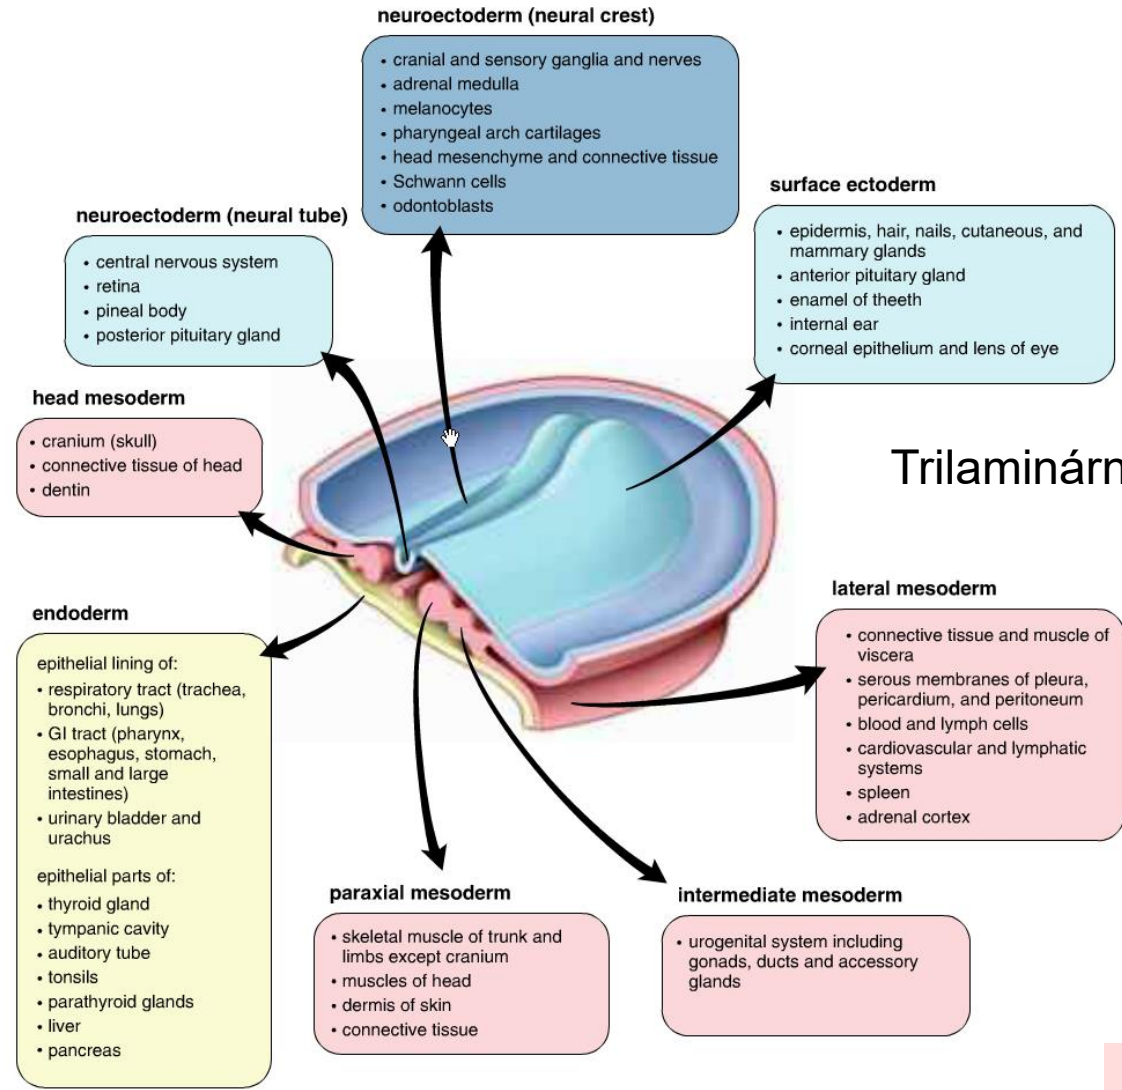 neuroectoderm (neural crest)
• cranial and sensory ganglia and nerves
• adrenal medulla
• melanocytes
• pharyngeal arch cartilages
• head mesenchyme and connective tissue
• Schwann cells
• odontoblasts
surface ectoderm
• epidermis, hair, nails, cutaneous, and
mammary glands
• anterior pituitary gland
• enamel of theeth
• internal ear
• corneal epithelium and lens of eye
neuroectoderm (neural tube)
• central nervous system
• retina
• pineal body
• posterior pituitary gland
head mesoderm
• cranium (skull)
• connective tissue of head
• dentin
Trilaminárn
endoderm
epithelial lining of:
• respiratory tract (trachea,
bronchi, lungs)
• GI tract (pharynx,
esophagus, stomach,
small and large
intestines)
• urinary bladder and
urachus
epithelial parts of:
• thyroid gland
• tympanic cavity
• auditory tube
• tonsils
• parathyroid glands
• liver
• pancreas
lateral mesoderm
• connective tissue and muscle of
viscera
• serous membranes of pleura,
pericardium, and peritoneum
• blood and lymph cells
• cardiovascular and lymphatic
systems
• spleen
• adrenal cortex
paraxial mesoderm
• skeletal muscle of trunk and
limbs except cranium
• muscles of head
• dermis of skin
• connective tissue
intermediate mesoderm
• urogenital system including
gonads, ducts and accessory
glands